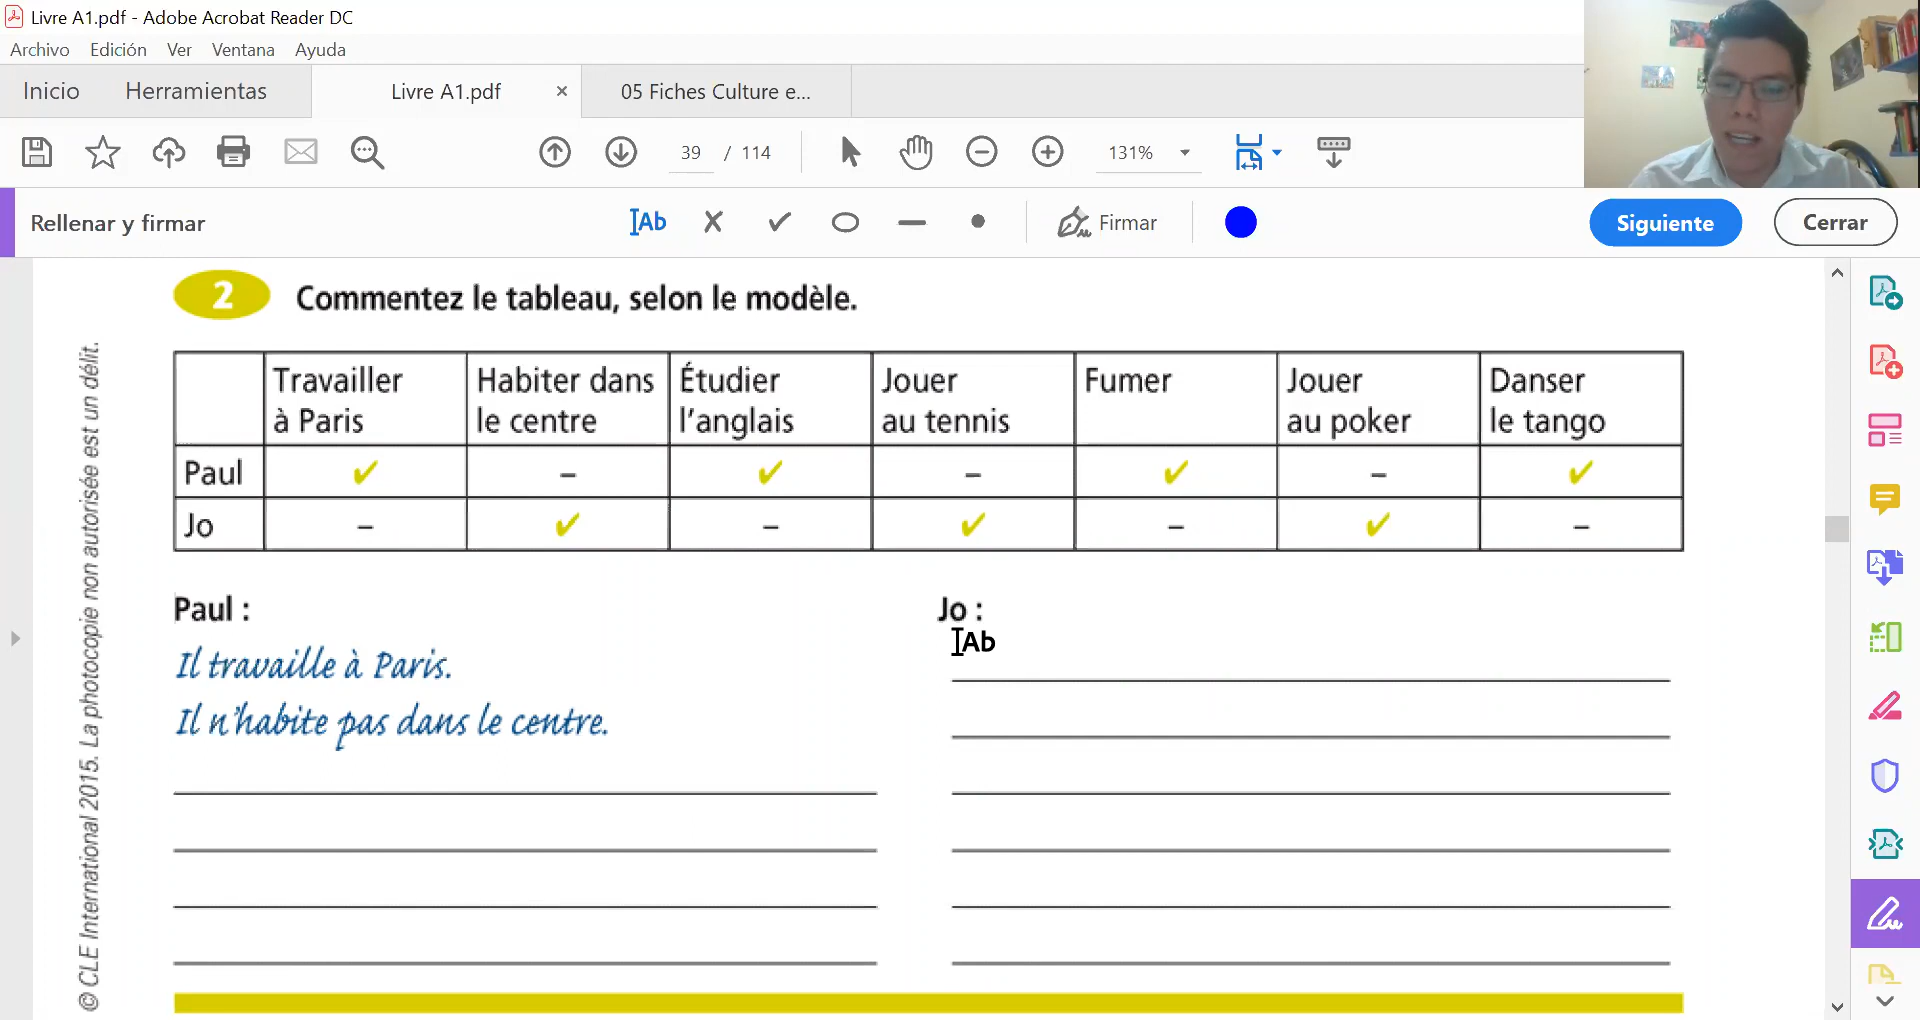 Livre A1.pdf - Adobe Acrobat Reader DC
Archivo Edición Ver Ventana Ayuda
Inicio Herramientas Livre A1.pdf × 05 Fiches Culture e...
39 / 114 131%
Rellenar y firmar Ab Firmar Siguiente Cerrar
2 Commentez le tableau, selon le modèle.
Travailler à Paris
Habiter dans le centre
Étudier l'anglais
Jouer au tennis
Fumer
Jouer au poker
Danser le tango
Paul ✓ – ✓ – ✓ – ✓
Jo – ✓ – ✓ – ✓ –
Paul : Jo :
Ab
Il travaille à Paris.
Il n'habite pas dans le centre.
© CLE International 2015. La photocopie non autorisée est un délit.